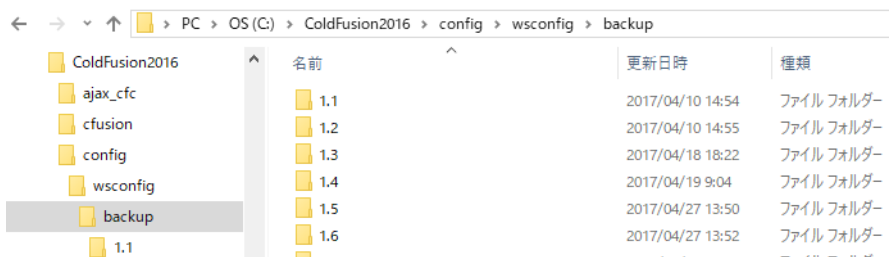 PC > OS (C:) > ColdFusion2016 > config > wsconfig > backup
ColdFusion2016
ajax_cfc
cfusion
config
wsconfig
backup
1.1
名前 更新日時 種類
1.1 2017/04/10 14:54 ファイル フォルダー
1.2 2017/04/10 14:55 ファイル フォルダー
1.3 2017/04/18 18:22 ファイル フォルダー
1.4 2017/04/19 9:04 ファイル フォルダー
1.5 2017/04/27 13:50 ファイル フォルダー
1.6 2017/04/27 13:52 ファイル フォルダー